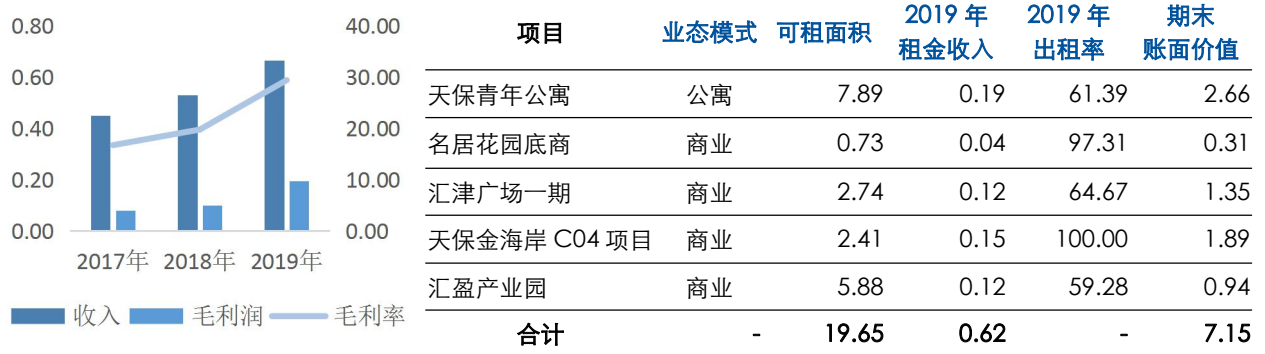 0.80
0.60
0.40
0.20
0.00
40.00
30.00
20.00
10.00
0.00
2017年 2018年 2019年
收入 毛利润 毛利率
项目 业态模式 可租面积 2019 年租金收入 2019 年出租率 期末账面价值
天保青年公寓 公寓 7.89 0.19 61.39 2.66
名居花园底商 商业 0.73 0.04 97.31 0.31
汇津广场一期 商业 2.74 0.12 64.67 1.35
天保金海岸 C04 项目 商业 2.41 0.15 100.00 1.89
汇盈产业园 商业 5.88 0.12 59.28 0.94
合计 - 19.65 0.62 - 7.15